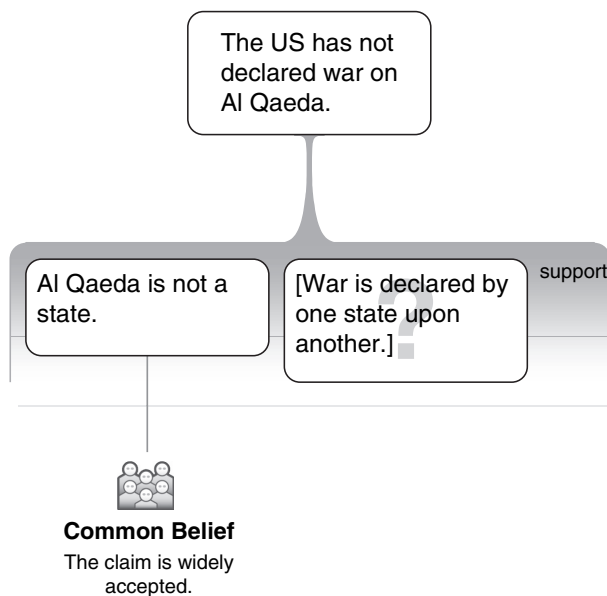 The US has not
declared war on
Al Qaeda.
Al Qaeda is not a
state.
[War is declared by
one state upon
another.]
?
support
Common Belief
The claim is widely
accepted.